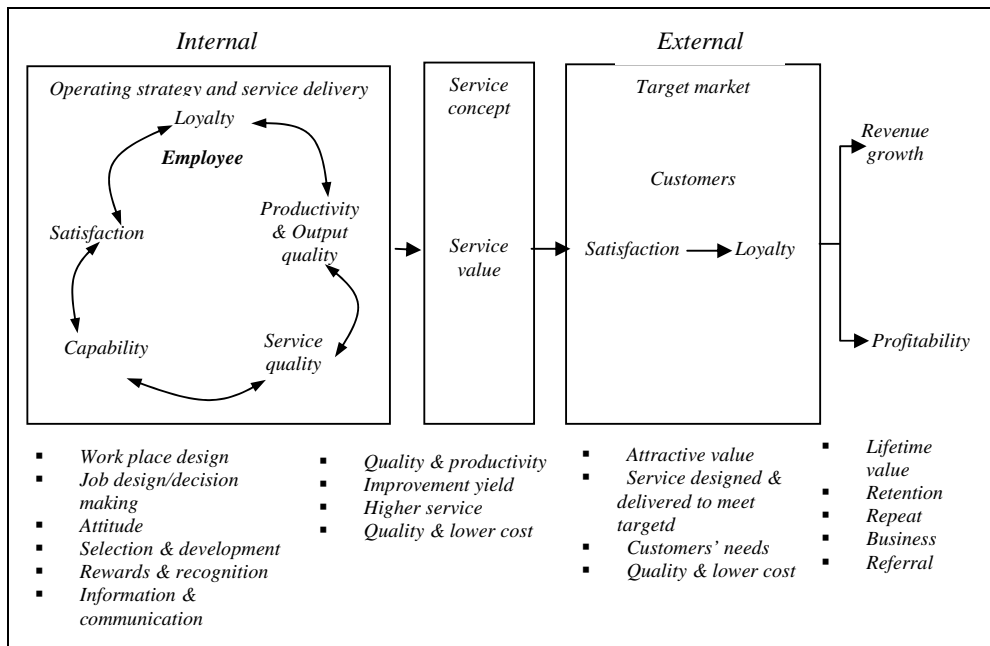 Internal
External
Operating strategy and service delivery
Loyalty
Employee
Satisfaction
Productivity
& Output
quality
Capability
Service
quality
Service
concept
Service
value
Target market
Customers
Satisfaction
Loyalty
Revenue
growth
Profitability
▪ Work place design
▪ Job design/decision
making
▪ Attitude
▪ Selection & development
▪ Rewards & recognition
▪ Information &
communication
▪ Quality & productivity
▪ Improvement yield
▪ Higher service
▪ Quality & lower cost
▪ Attractive value
▪ Service designed &
delivered to meet
targetd
▪ Customers' needs
▪ Quality & lower cost
▪ Lifetime
value
▪ Retention
▪ Repeat
▪ Business
▪ Referral